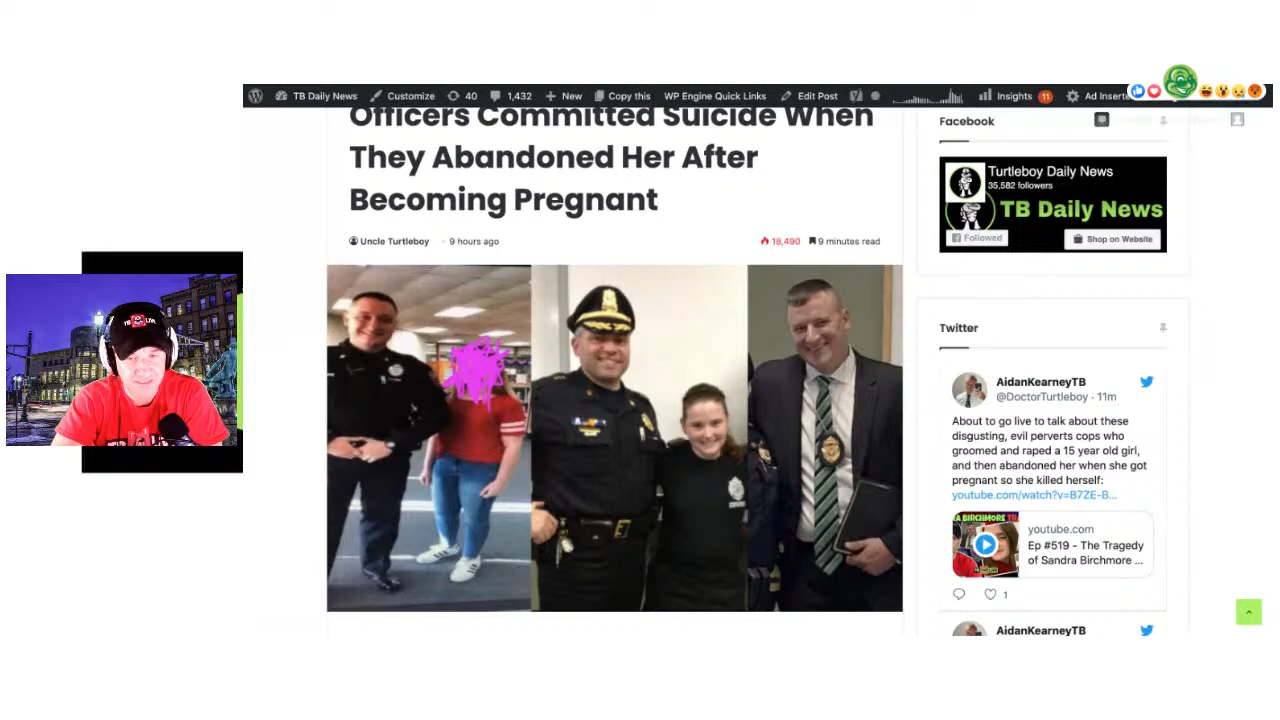 TB Daily News
Customize
40
1,432
New
Copy this
WP Engine Quick Links
Edit Post
Insights
11
Officers Committed Suicide When
They Abandoned Her After
Becoming Pregnant
Uncle Turtleboy
9 hours ago
18,490
9 minutes read
TB LIVE
Facebook
Turtleboy Daily News
35,582 followers
TB Daily News
Followed
Shop on Website
Twitter
AidanKearneyTB
@DoctorTurtleboy · 11m
About to go live to talk about these
disgusting, evil perverts cops who
groomed and raped a 15 year old girl,
and then abandoned her when she got
pregnant so she killed herself:
youtube.com/watch?v=B7ZE-B...
youtube.com
Ep #519 - The Tragedy
of Sandra Birchmore ...
1
AidanKearneyTB